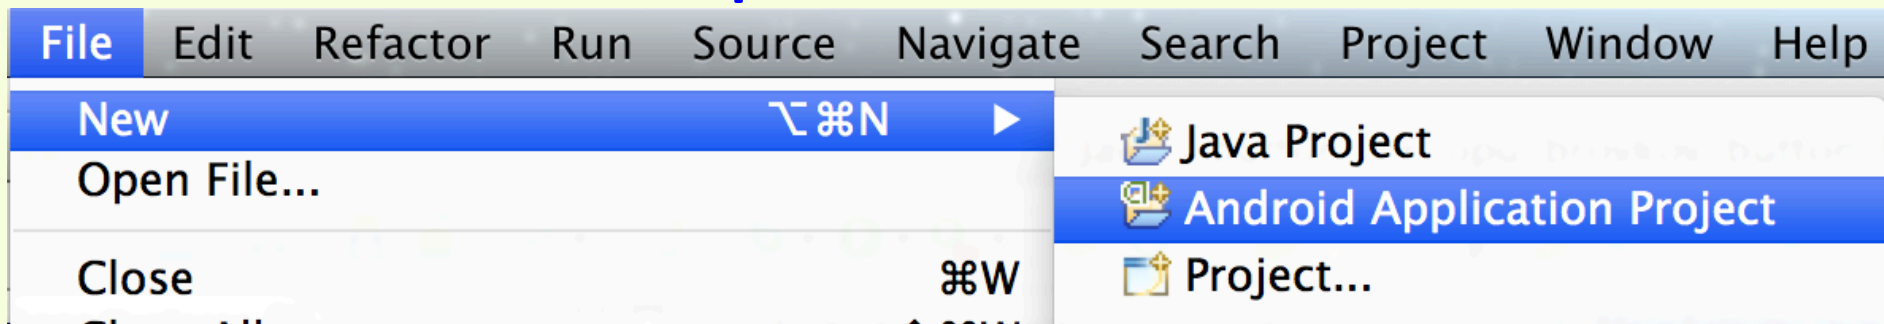 File Edit Refactor Run Source Navigate Search Project Window Help
New ⌥⌘N ▶
Open File...
Close ⌘W
Java Project
Android Application Project
Project...